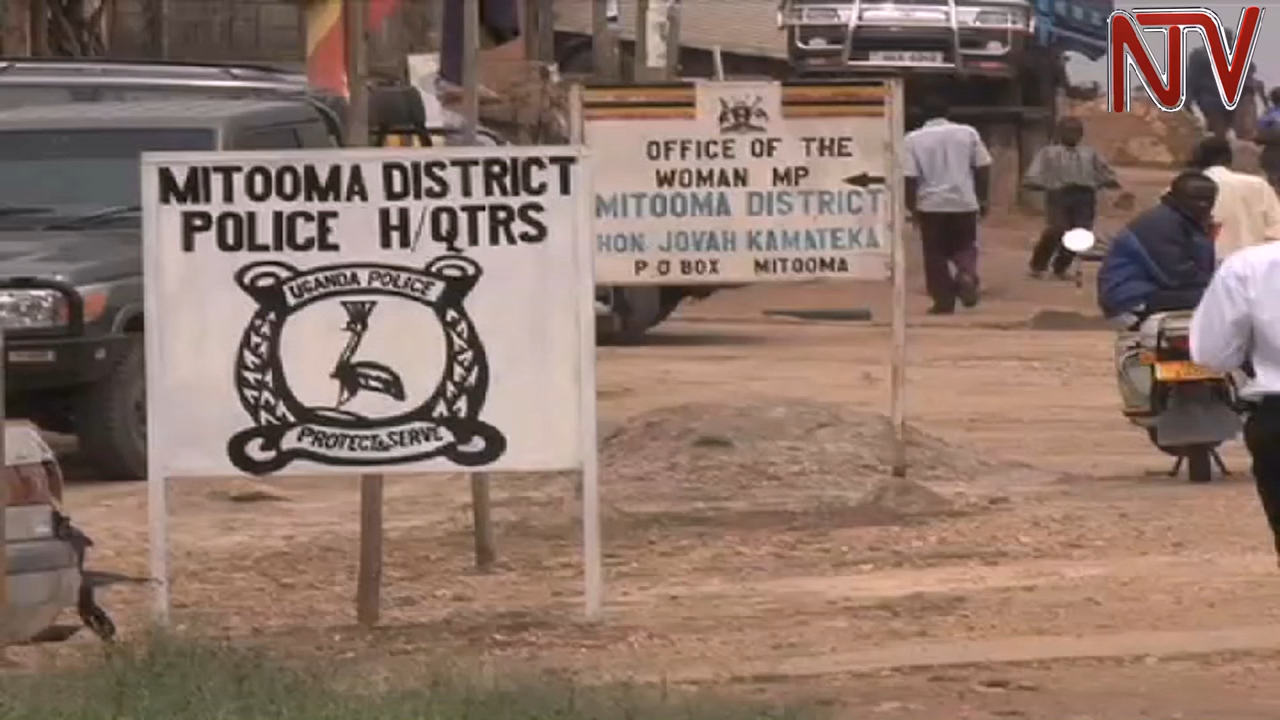 NTV
MITOOMA DISTRICT
POLICE H/QTRS
UGANDA POLICE
PROTECT & SERVE
OFFICE OF THE
WOMAN MP
MITOOMA DISTRICT
HON JOVAH KAMATEKA
P.O BOX MITOOMA